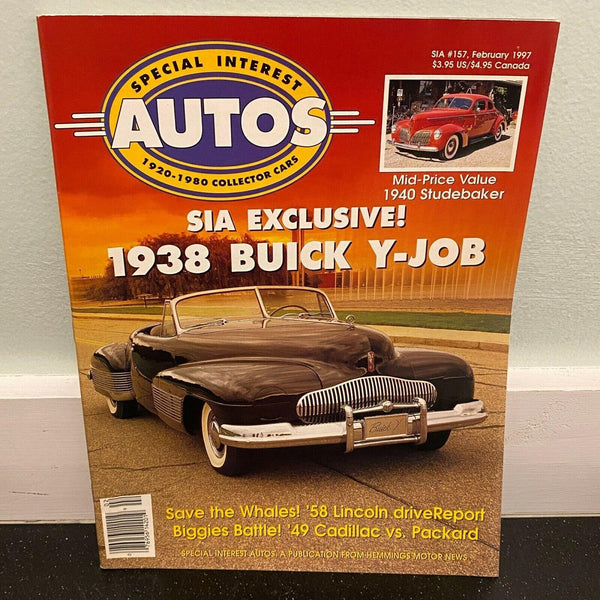 SIA #157, February 1997
$3.95 US/$4.95 Canada
SPECIAL INTEREST
AUTOS
1920-1980 COLLECTOR CARS
Mid-Price Value
1940 Studebaker
SIA EXCLUSIVE!
1938 BUICK Y-JOB
Buick Y
Save the Whales! '58 Lincoln driveReport
Biggies Battle! '49 Cadillac vs. Packard
SPECIAL INTEREST AUTOS: A PUBLICATION FROM HEMMINGS MOTOR NEWS
02